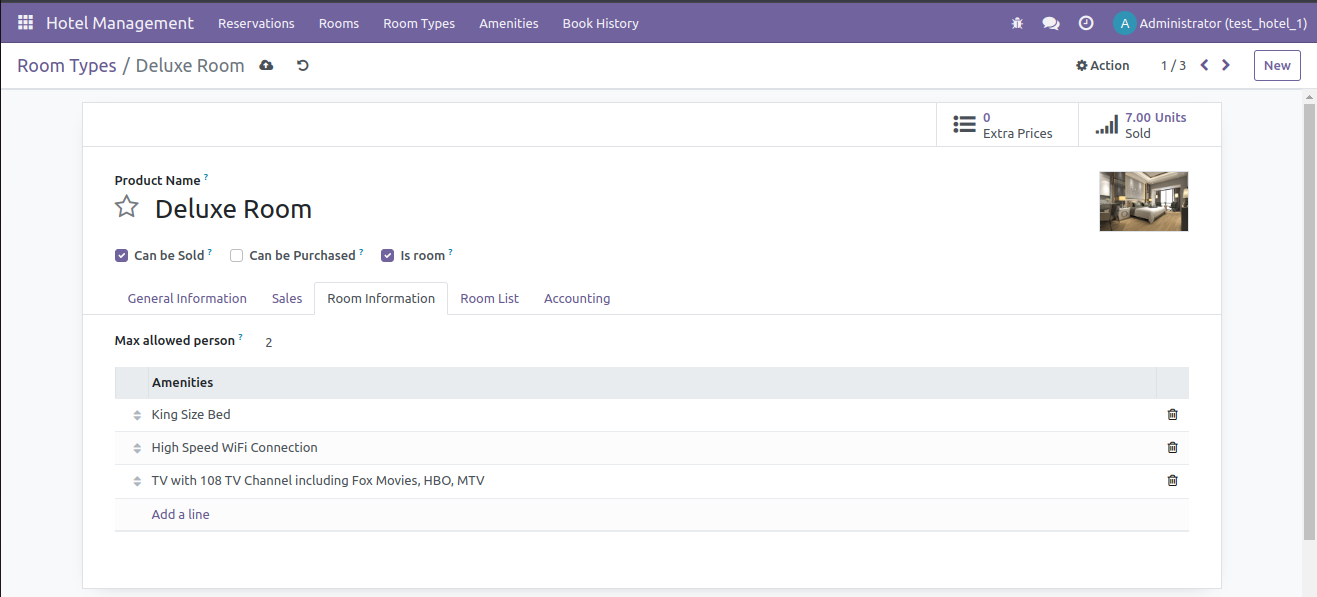 Hotel Management Reservations Rooms Room Types Amenities Book History A Administrator (test_hotel_1)
Room Types / Deluxe Room Action 1 / 3 New
0 7.00 Units
Extra Prices Sold
Product Name ?
Deluxe Room
Can be Sold ? Can be Purchased ? Is room ?
General Information Sales Room Information Room List Accounting
Max allowed person ? 2
Amenities
King Size Bed
High Speed WiFi Connection
TV with 108 TV Channel including Fox Movies, HBO, MTV
Add a line